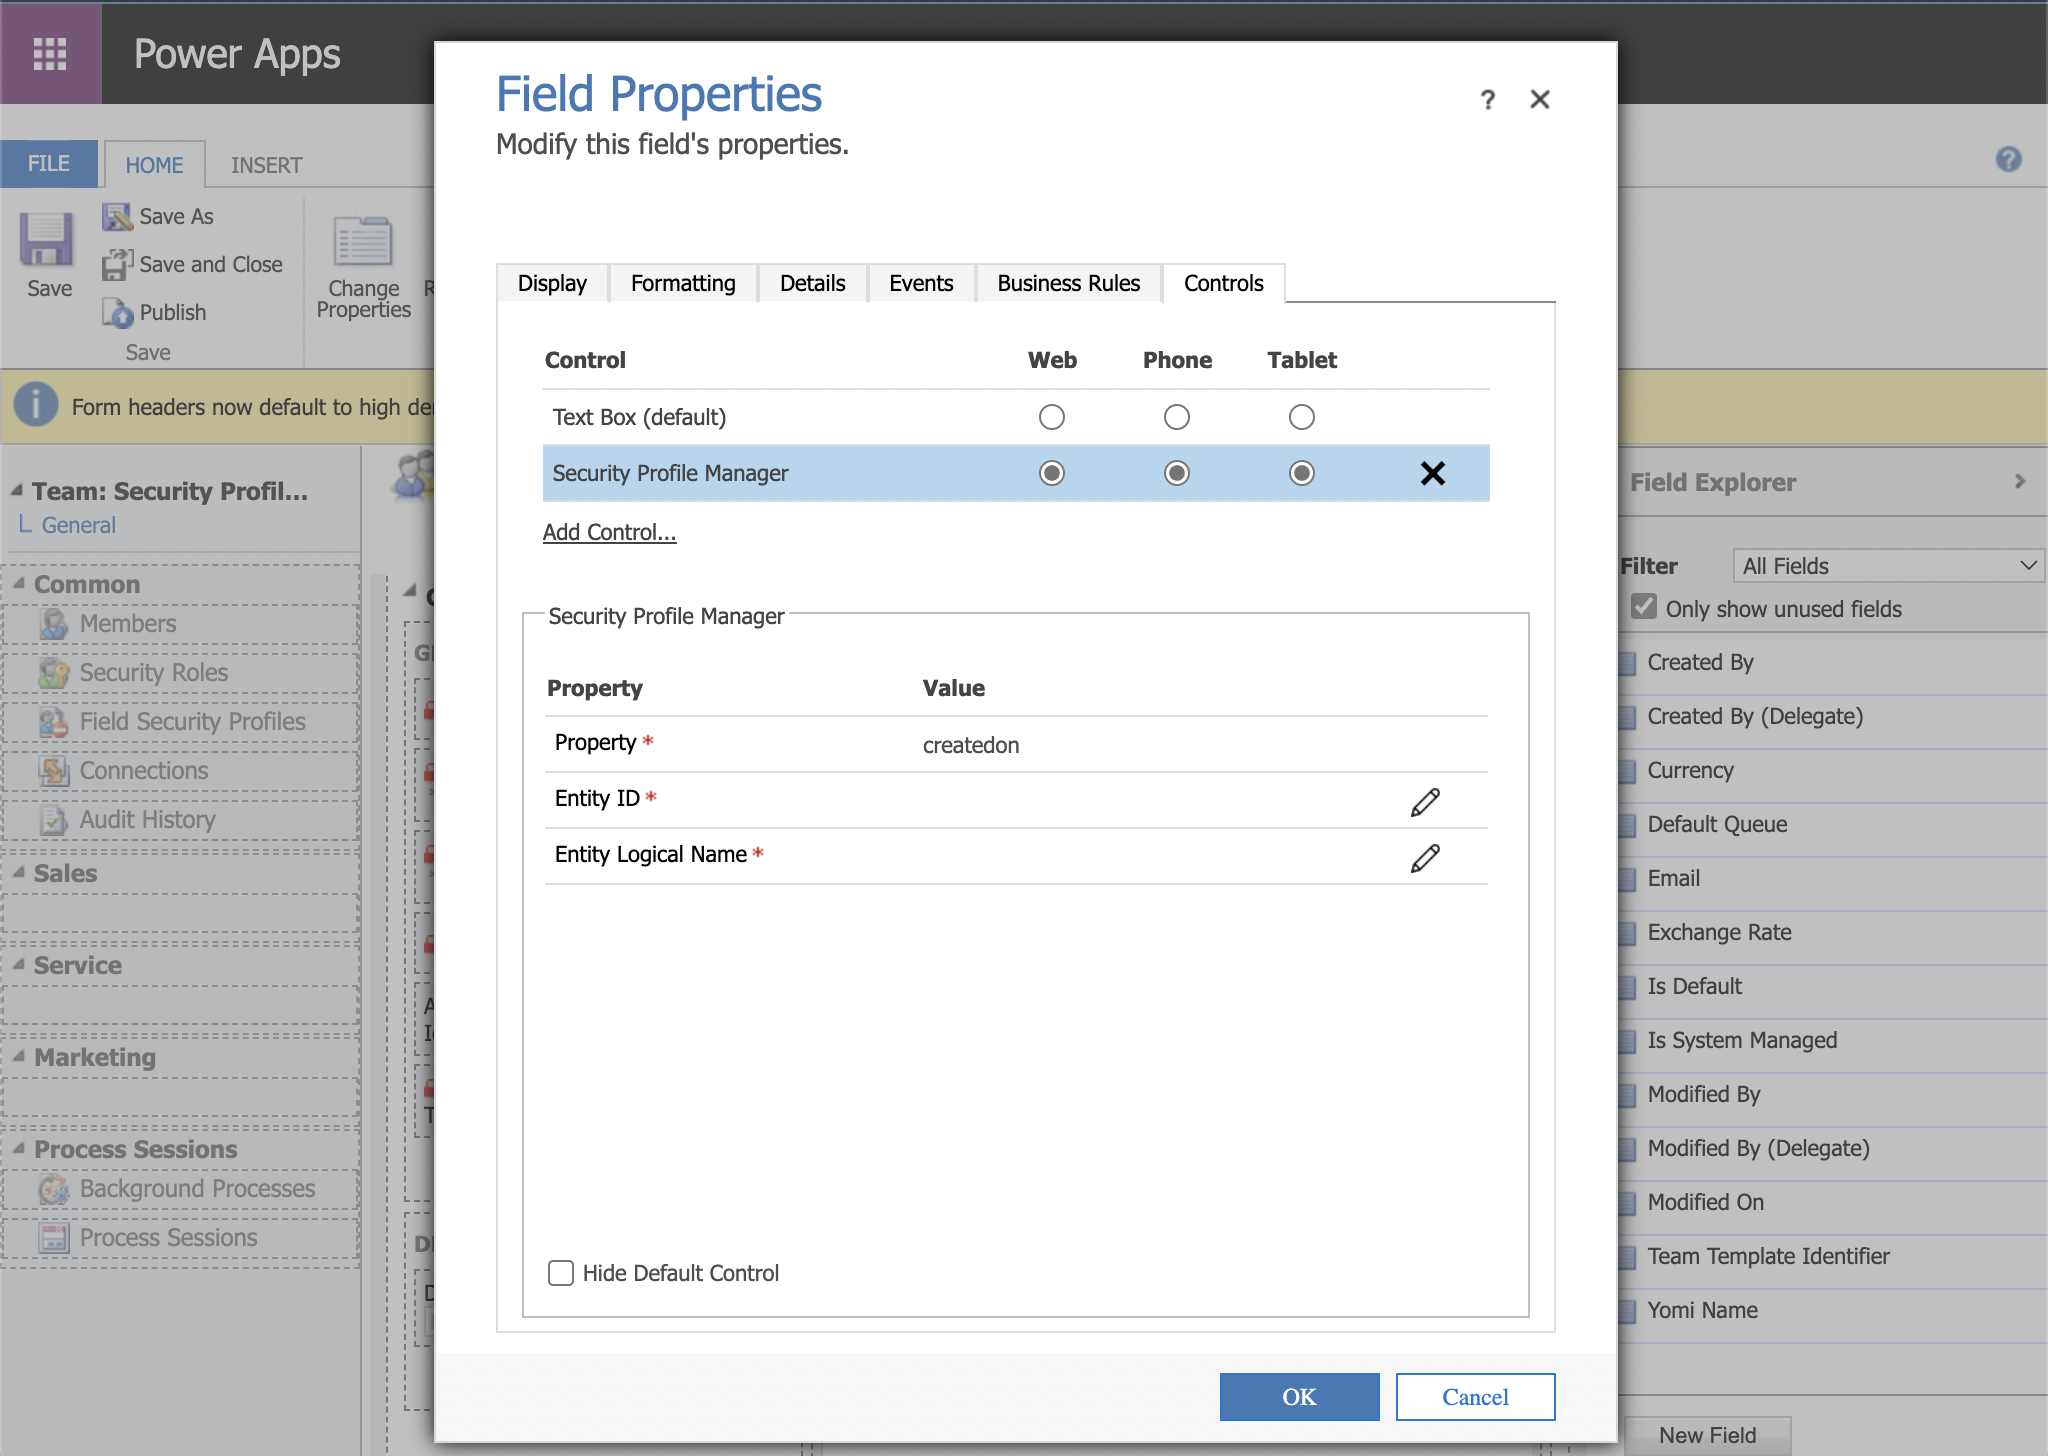 Power Apps
FILE
HOME
INSERT
Save
Save As
Save and Close
Publish
Save
Change
Properties
Form headers now default to high
Team: Security Profil...
General
Common
Members
Security Roles
Field Security Profiles
Connections
Audit History
Sales
Service
Marketing
Process Sessions
Background Processes
Process Sessions
Field Properties
Modify this field's properties.
?
Display
Formatting
Details
Events
Business Rules
Controls
Control Web Phone Tablet
Text Box (default)
Security Profile Manager
Add Control...
Security Profile Manager
Property Value
Property * createdon
Entity ID *
Entity Logical Name *
Hide Default Control
OK
Cancel
?
Field Explorer
Filter All Fields
Only show unused fields
Created By
Created By (Delegate)
Currency
Default Queue
Email
Exchange Rate
Is Default
Is System Managed
Modified By
Modified By (Delegate)
Modified On
Team Template Identifier
Yomi Name
New Field